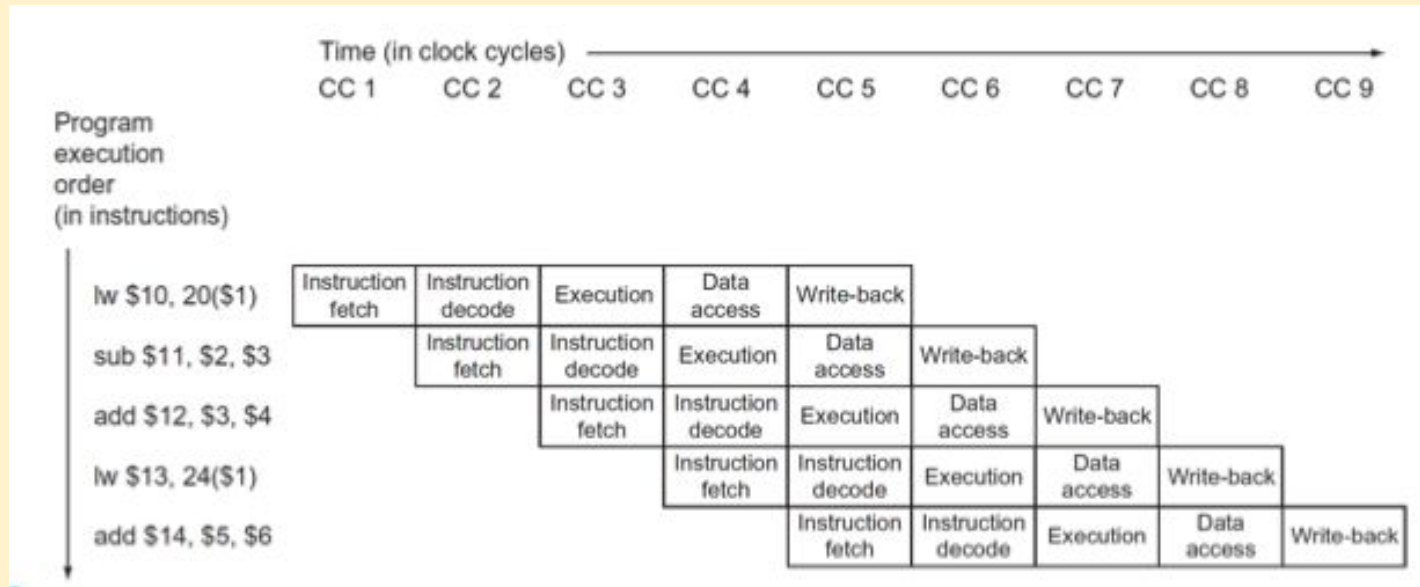 Time (in clock cycles)
CC 1 CC 2 CC 3 CC 4 CC 5 CC 6 CC 7 CC 8 CC 9
Program
execution
order
(in instructions)
lw $10, 20($1) Instruction fetch Instruction decode Execution Data access Write-back
sub $11, $2, $3 Instruction fetch Instruction decode Execution Data access Write-back
add $12, $3, $4 Instruction fetch Instruction decode Execution Data access Write-back
lw $13, 24($1) Instruction fetch Instruction decode Execution Data access Write-back
add $14, $5, $6 Instruction fetch Instruction decode Execution Data access Write-back